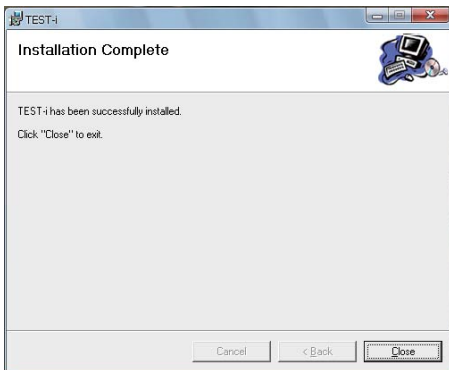 TEST-i
Installation Complete
TEST-i has been successfully installed.
Click "Close" to exit.
Cancel
< Back
Close